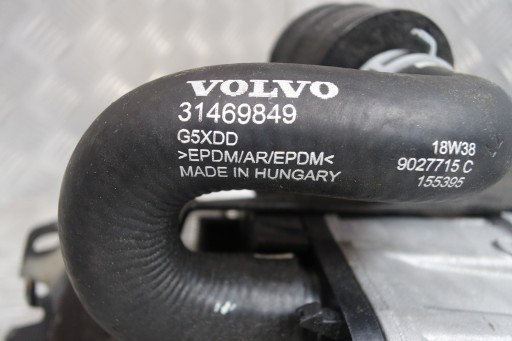 VOLVO
31469849
G5XDD
>EPDM/AR/EPDM<
MADE IN HUNGARY
18W38
9027715 C
155395